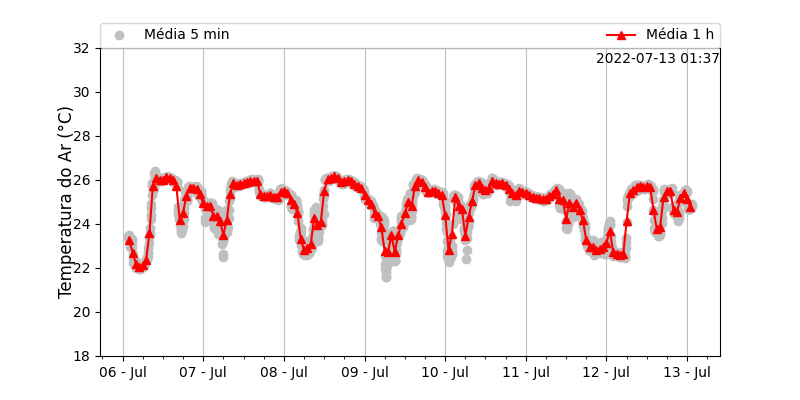 Média 5 min
Média 1 h
2022-07-13 01:37
Temperatura do Ar (°C)
32
30
28
26
24
22
20
18
06 - Jul
07 - Jul
08 - Jul
09 - Jul
10 - Jul
11 - Jul
12 - Jul
13 - Jul